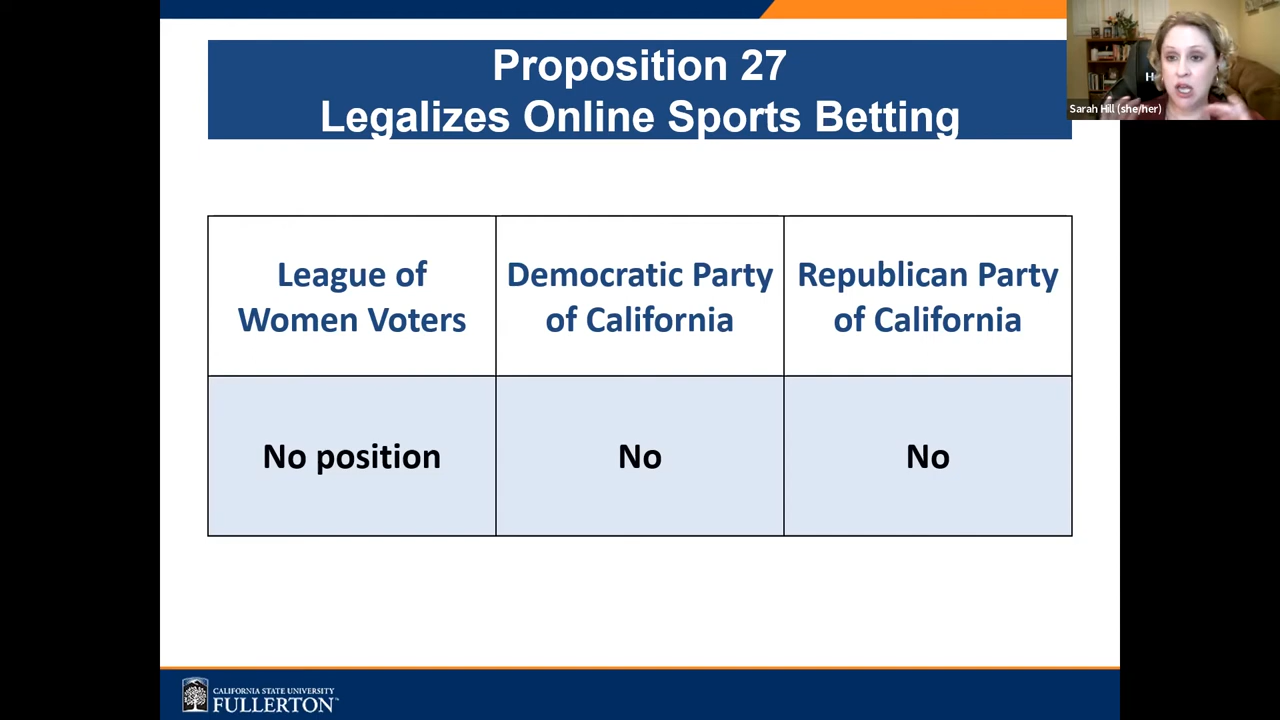 Proposition 27
Legalizes Online Sports Betting
H
Sarah Hill (she/her)
League of
Women Voters
Democratic Party
of California
Republican Party
of California
No position
No
No
CALIFORNIA STATE UNIVERSITY
FULLERTON™